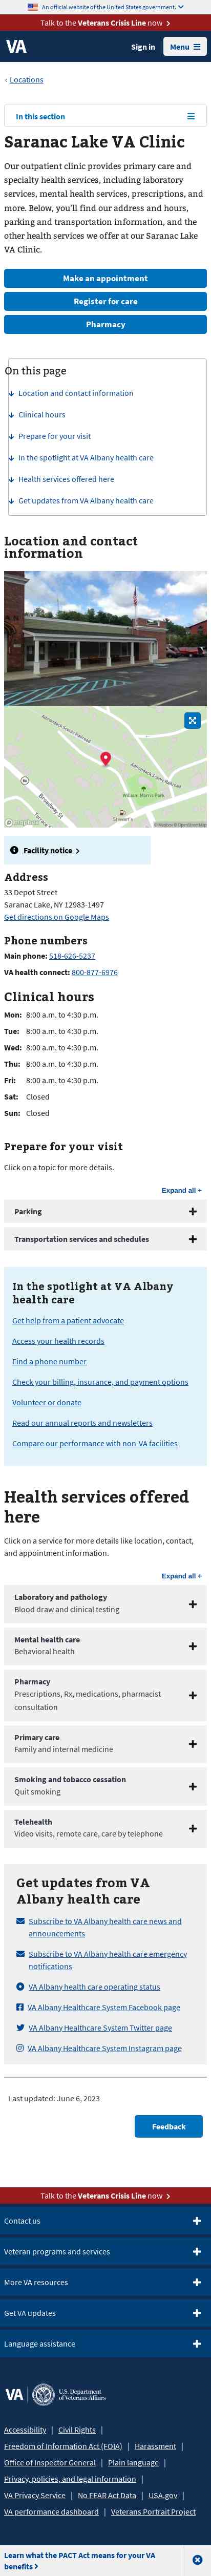 An official website of the United States government.
Talk to the Veterans Crisis Line now
VA
Sign in
Menu
Locations
In this section
Saranac Lake VA Clinic
Our outpatient clinic provides primary care and
specialty health services, including laboratory
services, mental health services, prescriptions, and
more. Below, you'll find our address and hours,
parking and transportation information, and the
other health services we offer at our Saranac Lake
VA Clinic.
Make an appointment
Register for care
Pharmacy
On this page
Location and contact information
Clinical hours
Prepare for your visit
In the spotlight at VA Albany health care
Health services offered here
Get updates from VA Albany health care
Location and contact
information
Adirondack Scenic Railroad
Adirondack Scenic Railroad
Broadway St
William Morris Park
Stewart's
mapbox
© Mapbox © OpenStreetMap
Facility notice
Address
33 Depot Street
Saranac Lake, NY 12983-1497
Get directions on Google Maps
Phone numbers
Main phone: 518-626-5237
VA health connect: 800-877-6976
Clinical hours
Mon: 8:00 a.m. to 4:30 p.m.
Tue: 8:00 a.m. to 4:30 p.m.
Wed: 8:00 a.m. to 4:30 p.m.
Thu: 8:00 a.m. to 4:30 p.m.
Fri: 8:00 a.m. to 4:30 p.m.
Sat: Closed
Sun: Closed
Prepare for your visit
Click on a topic for more details.
Expand all +
Parking
Transportation services and schedules
In the spotlight at VA Albany
health care
Get help from a patient advocate
Access your health records
Find a phone number
Check your billing, insurance, and payment options
Volunteer or donate
Read our annual reports and newsletters
Compare our performance with non-VA facilities
Health services offered
here
Click on a service for more details like location, contact,
and appointment information.
Expand all +
Laboratory and pathology
Blood draw and clinical testing
Mental health care
Behavioral health
Pharmacy
Prescriptions, Rx, medications, pharmacist
consultation
Primary care
Family and internal medicine
Smoking and tobacco cessation
Quit smoking
Telehealth
Video visits, remote care, care by telephone
Get updates from VA
Albany health care
Subscribe to VA Albany health care news and
announcements
Subscribe to VA Albany health care emergency
notifications
VA Albany health care operating status
VA Albany Healthcare System Facebook page
VA Albany Healthcare System Twitter page
VA Albany Healthcare System Instagram page
Last updated: June 6, 2023
Feedback
Talk to the Veterans Crisis Line now
Contact us
Veteran programs and services
More VA resources
Get VA updates
Language assistance
VA
U.S. Department
of Veterans Affairs
Accessibility | Civil Rights |
Freedom of Information Act (FOIA) | Harassment |
Office of Inspector General | Plain language |
Privacy, policies, and legal information |
VA Privacy Service | No FEAR Act Data | USA.gov |
VA performance dashboard | Veterans Portrait Project
Learn what the PACT Act means for your VA
benefits